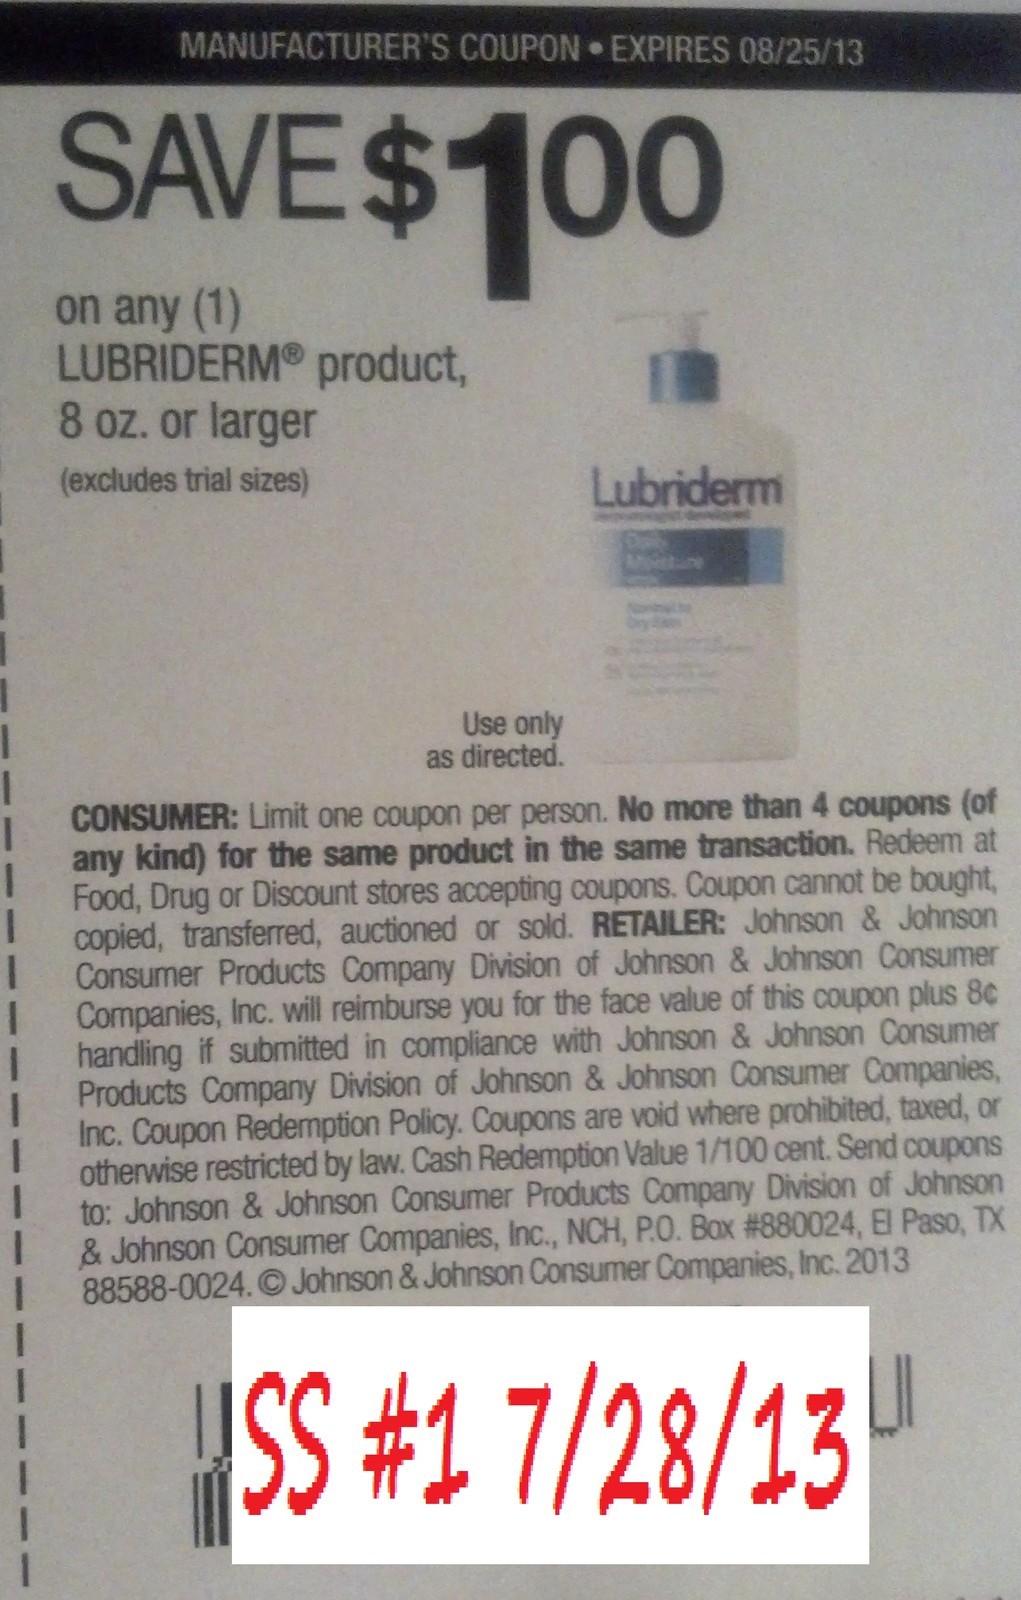 MANUFACTURER'S COUPON • EXPIRES 08/25/13
SAVE $100
on any (1)
LUBRIDERM® product,
8 oz. or larger
(excludes trial sizes)
Lubriderm
Daily
Moisture
Normal to
Dry Skin
Use only
as directed.
CONSUMER: Limit one coupon per person. No more than 4 coupons (of
any kind) for the same product in the same transaction. Redeem at
Food, Drug or Discount stores accepting coupons. Coupon cannot be bought,
copied, transferred, auctioned or sold. RETAILER: Johnson & Johnson
Consumer Products Company Division of Johnson & Johnson Consumer
Companies, Inc. will reimburse you for the face value of this coupon plus 8¢
handling if submitted in compliance with Johnson & Johnson Consumer
Products Company Division of Johnson & Johnson Consumer Companies,
Inc. Coupon Redemption Policy. Coupons are void where prohibited, taxed, or
otherwise restricted by law. Cash Redemption Value 1/100 cent. Send coupons
to: Johnson & Johnson Consumer Products Company Division of Johnson
& Johnson Consumer Companies, Inc., NCH, P.O. Box #880024, El Paso, TX
88588-0024. © Johnson & Johnson Consumer Companies, Inc. 2013
SS #1 7/28/13